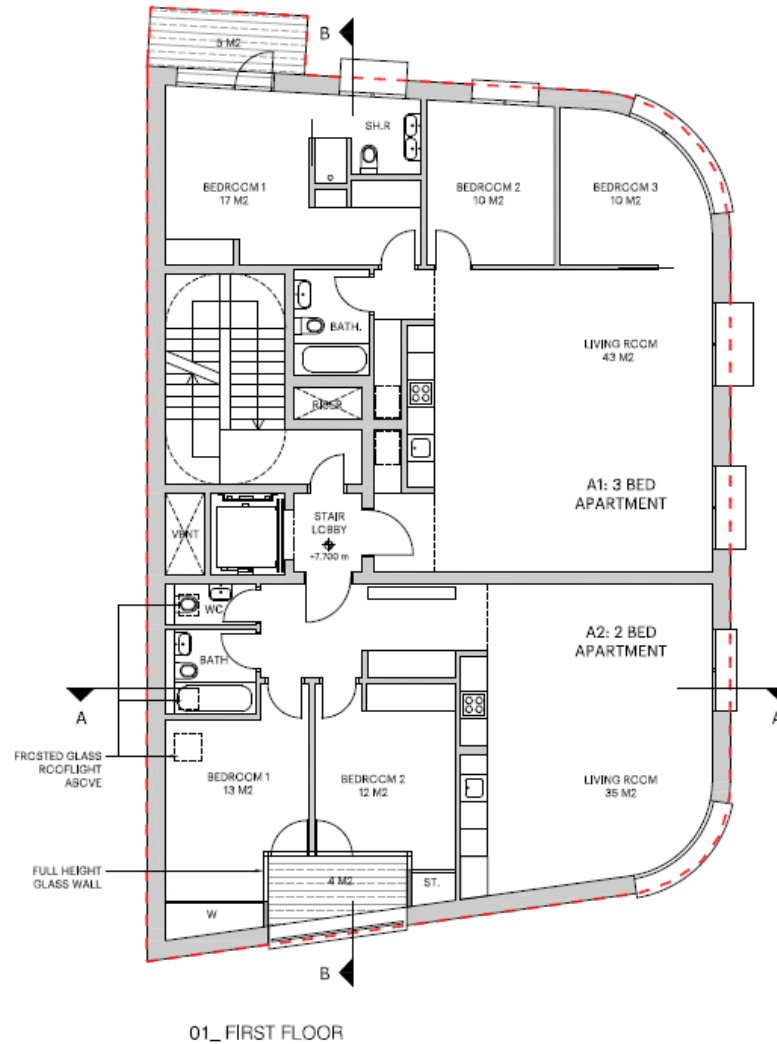 B
5 M2
SH.R
BEDROOM 1
17 M2
BEDROOM 2
10 M2
BEDROOM 3
10 M2
BATH.
LIVING ROOM
43 M2
RISER
A1: 3 BED
APARTMENT
STAIR
LOBBY
+7.700 m
VENT
WC
A2: 2 BED
APARTMENT
BATH
A
A
FROSTED GLASS
ROOFLIGHT
ABOVE
BEDROOM 1
13 M2
BEDROOM 2
12 M2
LIVING ROOM
35 M2
FULL HEIGHT
GLASS WALL
4 M2
ST.
W
B
01_ FIRST FLOOR